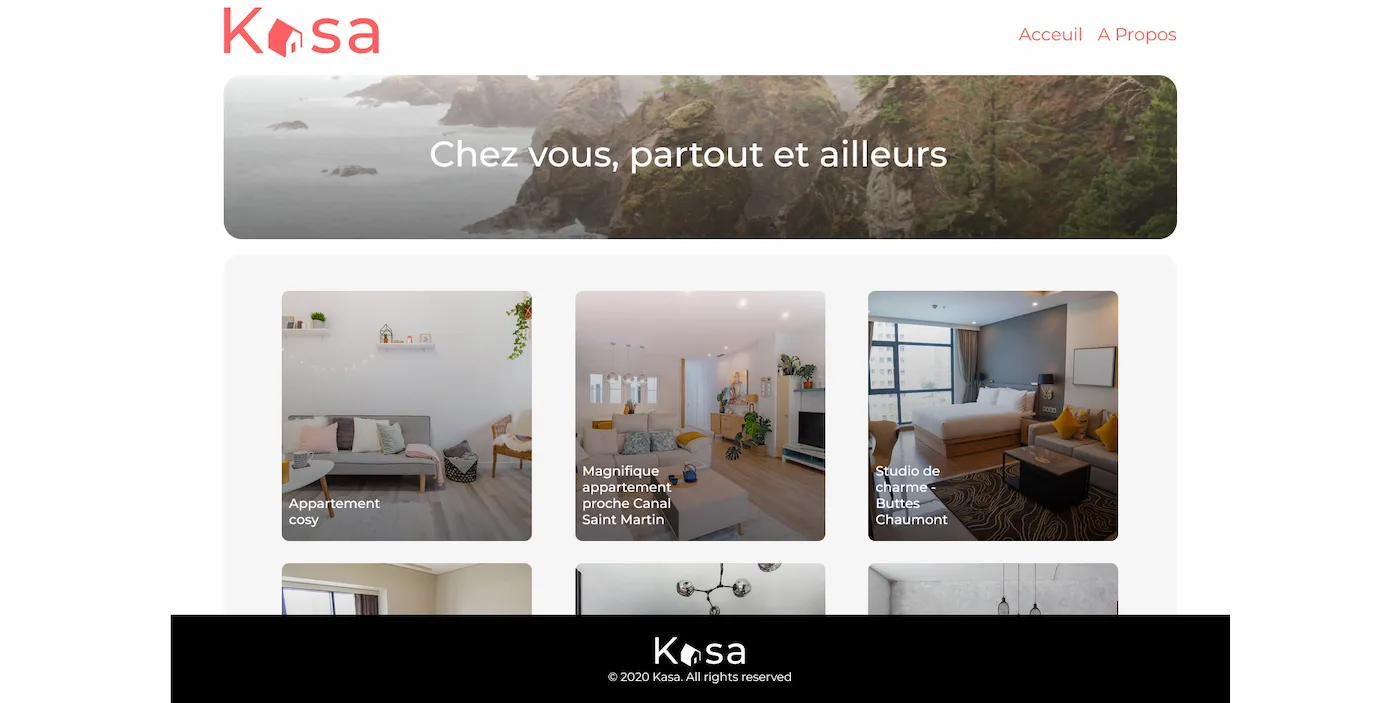 Kasa
Acceuil A Propos
Chez vous, partout et ailleurs
Appartement
cosy
Magnifique
appartement
proche Canal
Saint Martin
Studio de
charme -
Buttes
Chaumont
Kasa
© 2020 Kasa. All rights reserved